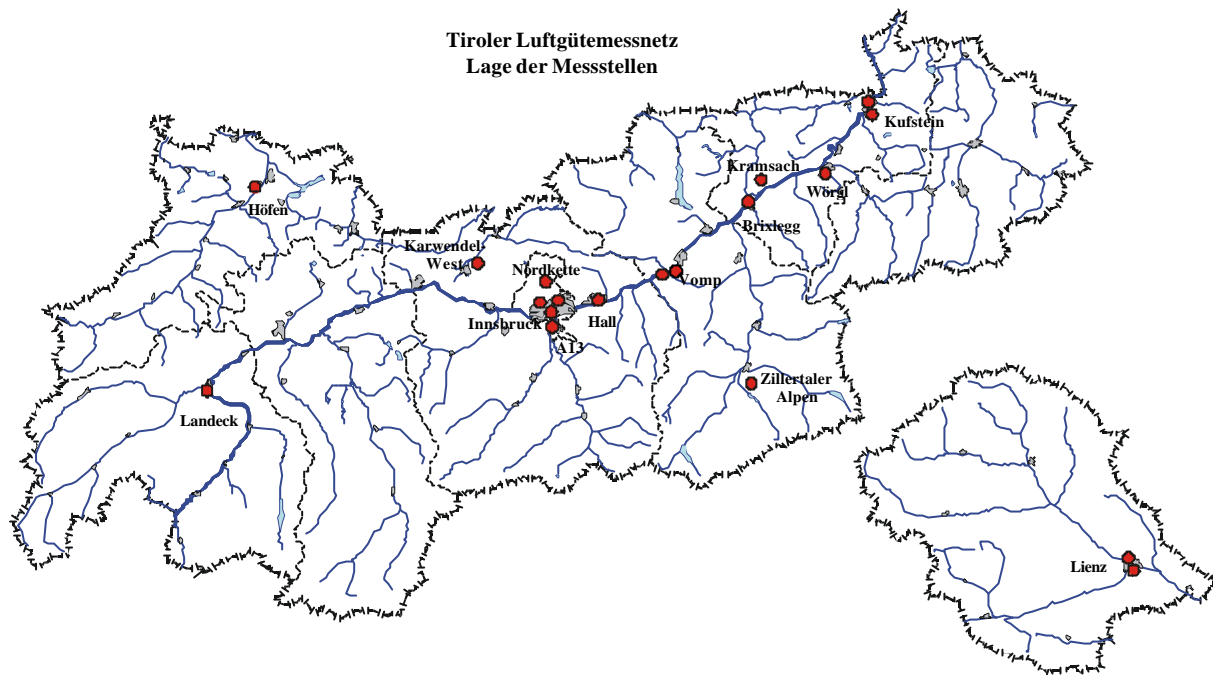 Tiroler Luftgütemessnetz
Lage der Messstellen
Kufstein
Kramsach
Wörgl
Höfen
Brixlegg
Karwendel-
West
Nordkette
Vomp
Innsbruck
Hall
A13
Zillertaler
Alpen
Landeck
Lienz